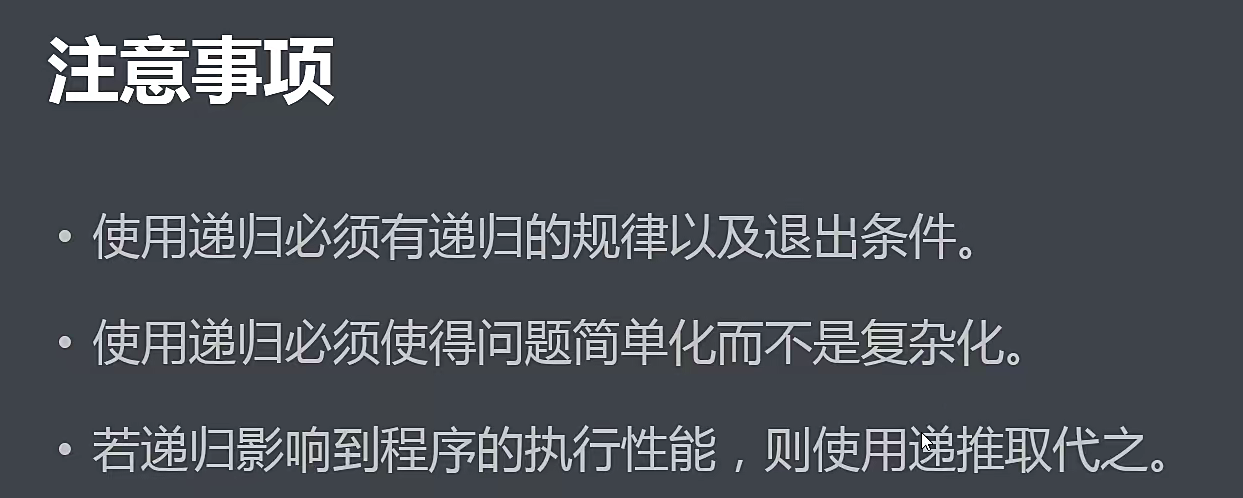 注意事项
• 使用递归必须有递归的规律以及退出条件。
• 使用递归必须使得问题简单化而不是复杂化。
• 若递归影响到程序的执行性能，则使用递推取代之。